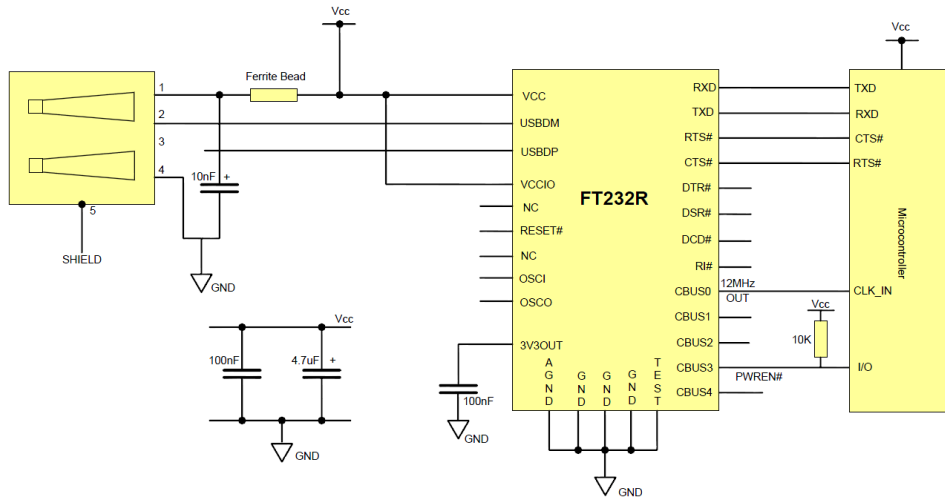 Vcc
Vcc
Ferrite Bead
1
2
3
4
5
SHIELD
10nF +
GND
Vcc
100nF
4.7uF +
GND
100nF
GND
VCC
USBDM
USBDP
VCCIO
NC
RESET#
NC
OSCI
OSCO
3V3OUT
FT232R
AGND
GND
GND
GND
TEST
GND
RXD
TXD
RTS#
CTS#
DTR#
DSR#
DCD#
RI#
CBUS0
CBUS1
CBUS2
CBUS3
CBUS4
12MHz
OUT
Vcc
10K
PWREN#
TXD
RXD
CTS#
RTS#
Microcontroller
CLK_IN
I/O